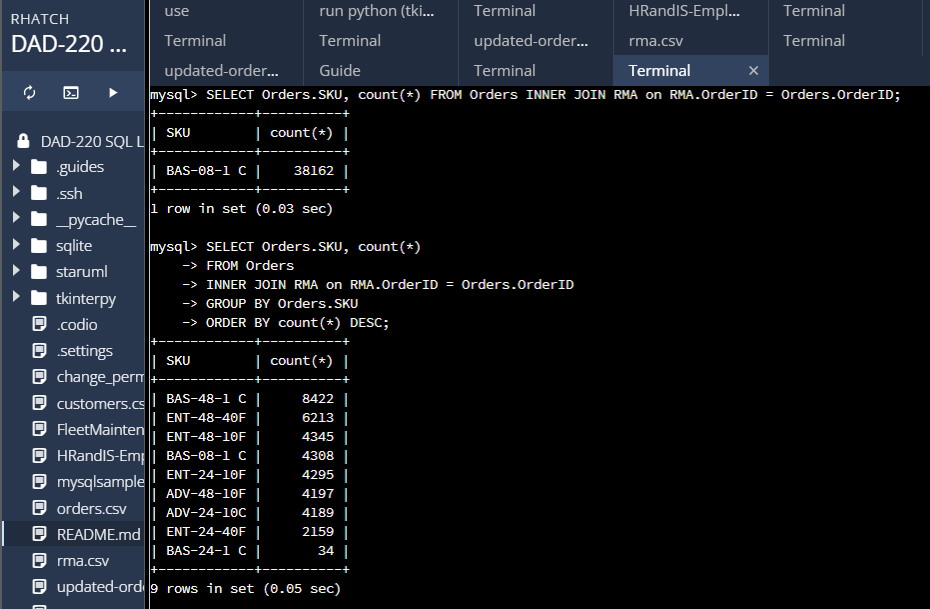 RHATCH
DAD-220 ...
use
run python (tki...
Terminal
HRandIS-Empl...
Terminal
Terminal
Terminal
updated-order...
rma.csv
Terminal
updated-order...
Guide
Terminal
Terminal ×
DAD-220 SQL L
.guides
.ssh
__pycache__
sqlite
staruml
tkinterpy
.codio
.settings
change_perm
customers.cs
FleetMainten
HRandIS-Emp
mysqlsample
orders.csv
README.md
rma.csv
updated-orde
mysql> SELECT Orders.SKU, count(*) FROM Orders INNER JOIN RMA on RMA.OrderID = Orders.OrderID;
+------------+----------+
| SKU        | count(*) |
+------------+----------+
| BAS-08-1 C |    38162 |
+------------+----------+
1 row in set (0.03 sec)
mysql> SELECT Orders.SKU, count(*)
    -> FROM Orders
    -> INNER JOIN RMA on RMA.OrderID = Orders.OrderID
    -> GROUP BY Orders.SKU
    -> ORDER BY count(*) DESC;
+------------+----------+
| SKU        | count(*) |
+------------+----------+
| BAS-48-1 C |     8422 |
| ENT-48-40F |     6213 |
| ENT-48-10F |     4345 |
| BAS-08-1 C |     4308 |
| ENT-24-10F |     4295 |
| ADV-48-10F |     4197 |
| ADV-24-10C |     4189 |
| ENT-24-40F |     2159 |
| BAS-24-1 C |       34 |
+------------+----------+
9 rows in set (0.05 sec)